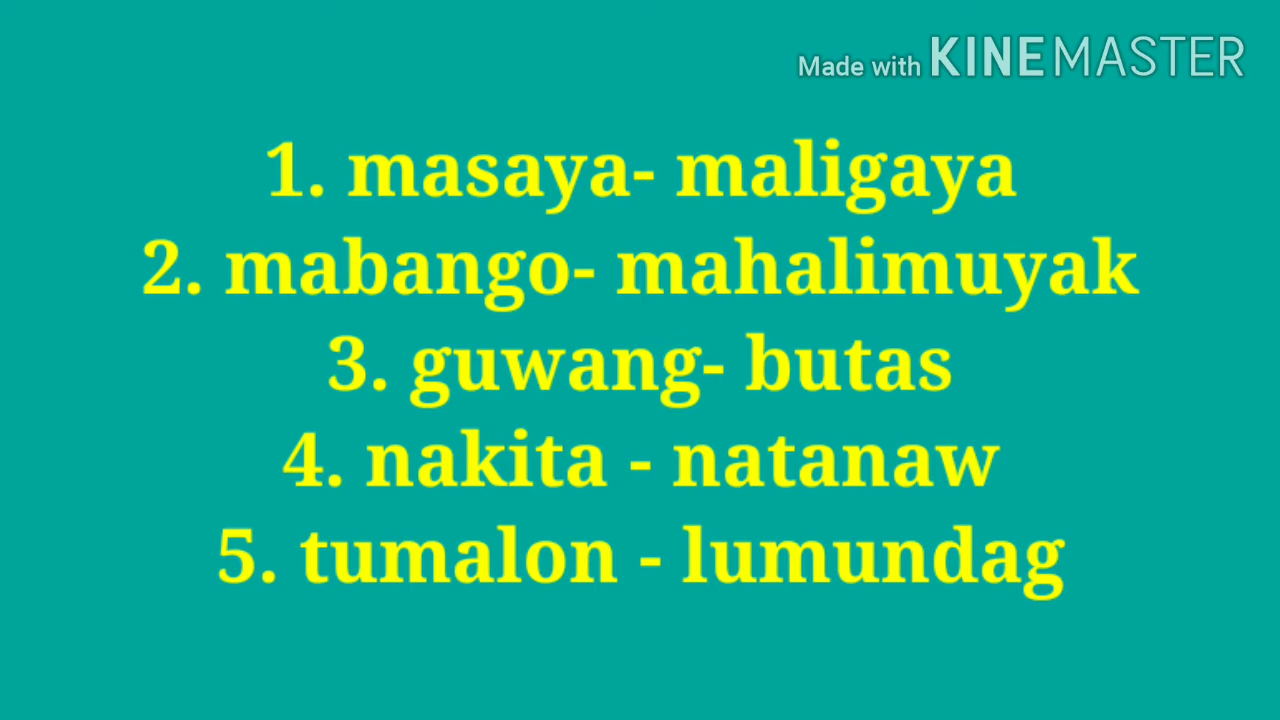 Made with KINEMASTER
1. masaya- maligaya
2. mabango- mahalimuyak
3. guwang- butas
4. nakita - natanaw
5. tumalon - lumundag